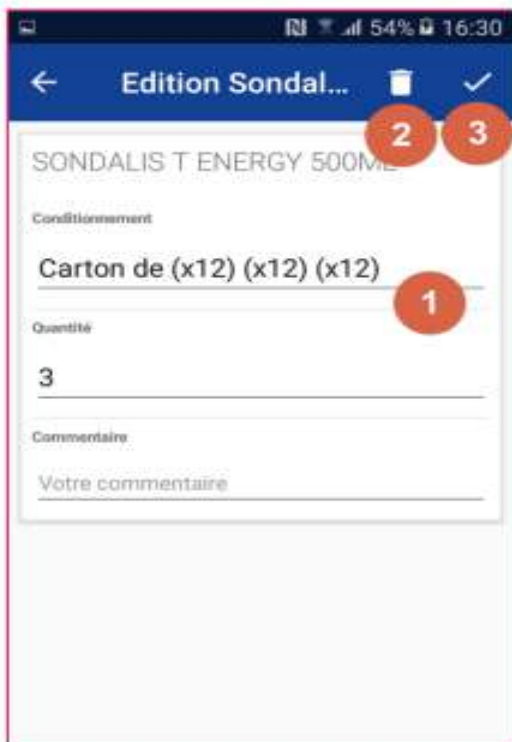 54% 16:30
Edition Sondal...
2 3
SONDALIS T ENERGY 500ML
Conditionnement
Carton de (x12) (x12) (x12)
1
Quantité
3
Commentaire
Votre commentaire